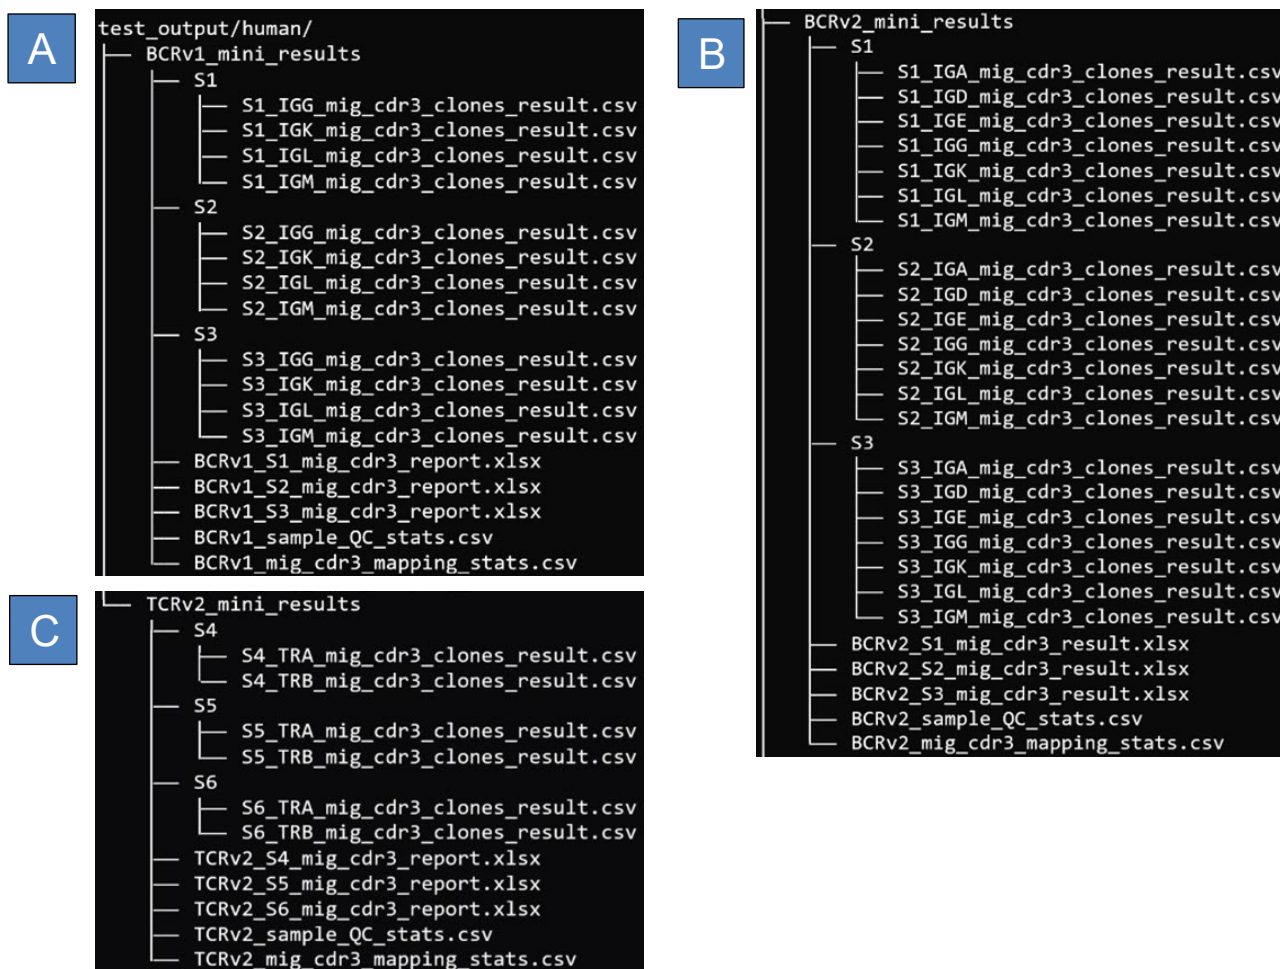 A
test_output/human/
BCRv1_mini_results
S1
S1_IGG_mig_cdr3_clones_result.csv
S1_IGK_mig_cdr3_clones_result.csv
S1_IGL_mig_cdr3_clones_result.csv
S1_IGM_mig_cdr3_clones_result.csv
S2
S2_IGG_mig_cdr3_clones_result.csv
S2_IGK_mig_cdr3_clones_result.csv
S2_IGL_mig_cdr3_clones_result.csv
S2_IGM_mig_cdr3_clones_result.csv
S3
S3_IGG_mig_cdr3_clones_result.csv
S3_IGK_mig_cdr3_clones_result.csv
S3_IGL_mig_cdr3_clones_result.csv
S3_IGM_mig_cdr3_clones_result.csv
BCRv1_S1_mig_cdr3_report.xlsx
BCRv1_S2_mig_cdr3_report.xlsx
BCRv1_S3_mig_cdr3_report.xlsx
BCRv1_sample_QC_stats.csv
BCRv1_mig_cdr3_mapping_stats.csv
B
BCRv2_mini_results
S1
S1_IGA_mig_cdr3_clones_result.csv
S1_IGD_mig_cdr3_clones_result.csv
S1_IGE_mig_cdr3_clones_result.csv
S1_IGG_mig_cdr3_clones_result.csv
S1_IGK_mig_cdr3_clones_result.csv
S1_IGL_mig_cdr3_clones_result.csv
S1_IGM_mig_cdr3_clones_result.csv
S2
S2_IGA_mig_cdr3_clones_result.csv
S2_IGD_mig_cdr3_clones_result.csv
S2_IGE_mig_cdr3_clones_result.csv
S2_IGG_mig_cdr3_clones_result.csv
S2_IGK_mig_cdr3_clones_result.csv
S2_IGL_mig_cdr3_clones_result.csv
S2_IGM_mig_cdr3_clones_result.csv
S3
S3_IGA_mig_cdr3_clones_result.csv
S3_IGD_mig_cdr3_clones_result.csv
S3_IGE_mig_cdr3_clones_result.csv
S3_IGG_mig_cdr3_clones_result.csv
S3_IGK_mig_cdr3_clones_result.csv
S3_IGL_mig_cdr3_clones_result.csv
S3_IGM_mig_cdr3_clones_result.csv
BCRv2_S1_mig_cdr3_result.xlsx
BCRv2_S2_mig_cdr3_result.xlsx
BCRv2_S3_mig_cdr3_result.xlsx
BCRv2_sample_QC_stats.csv
BCRv2_mig_cdr3_mapping_stats.csv
C
TCRv2_mini_results
S4
S4_TRA_mig_cdr3_clones_result.csv
S4_TRB_mig_cdr3_clones_result.csv
S5
S5_TRA_mig_cdr3_clones_result.csv
S5_TRB_mig_cdr3_clones_result.csv
S6
S6_TRA_mig_cdr3_clones_result.csv
S6_TRB_mig_cdr3_clones_result.csv
TCRv2_S4_mig_cdr3_report.xlsx
TCRv2_S5_mig_cdr3_report.xlsx
TCRv2_S6_mig_cdr3_report.xlsx
TCRv2_sample_QC_stats.csv
TCRv2_mig_cdr3_mapping_stats.csv